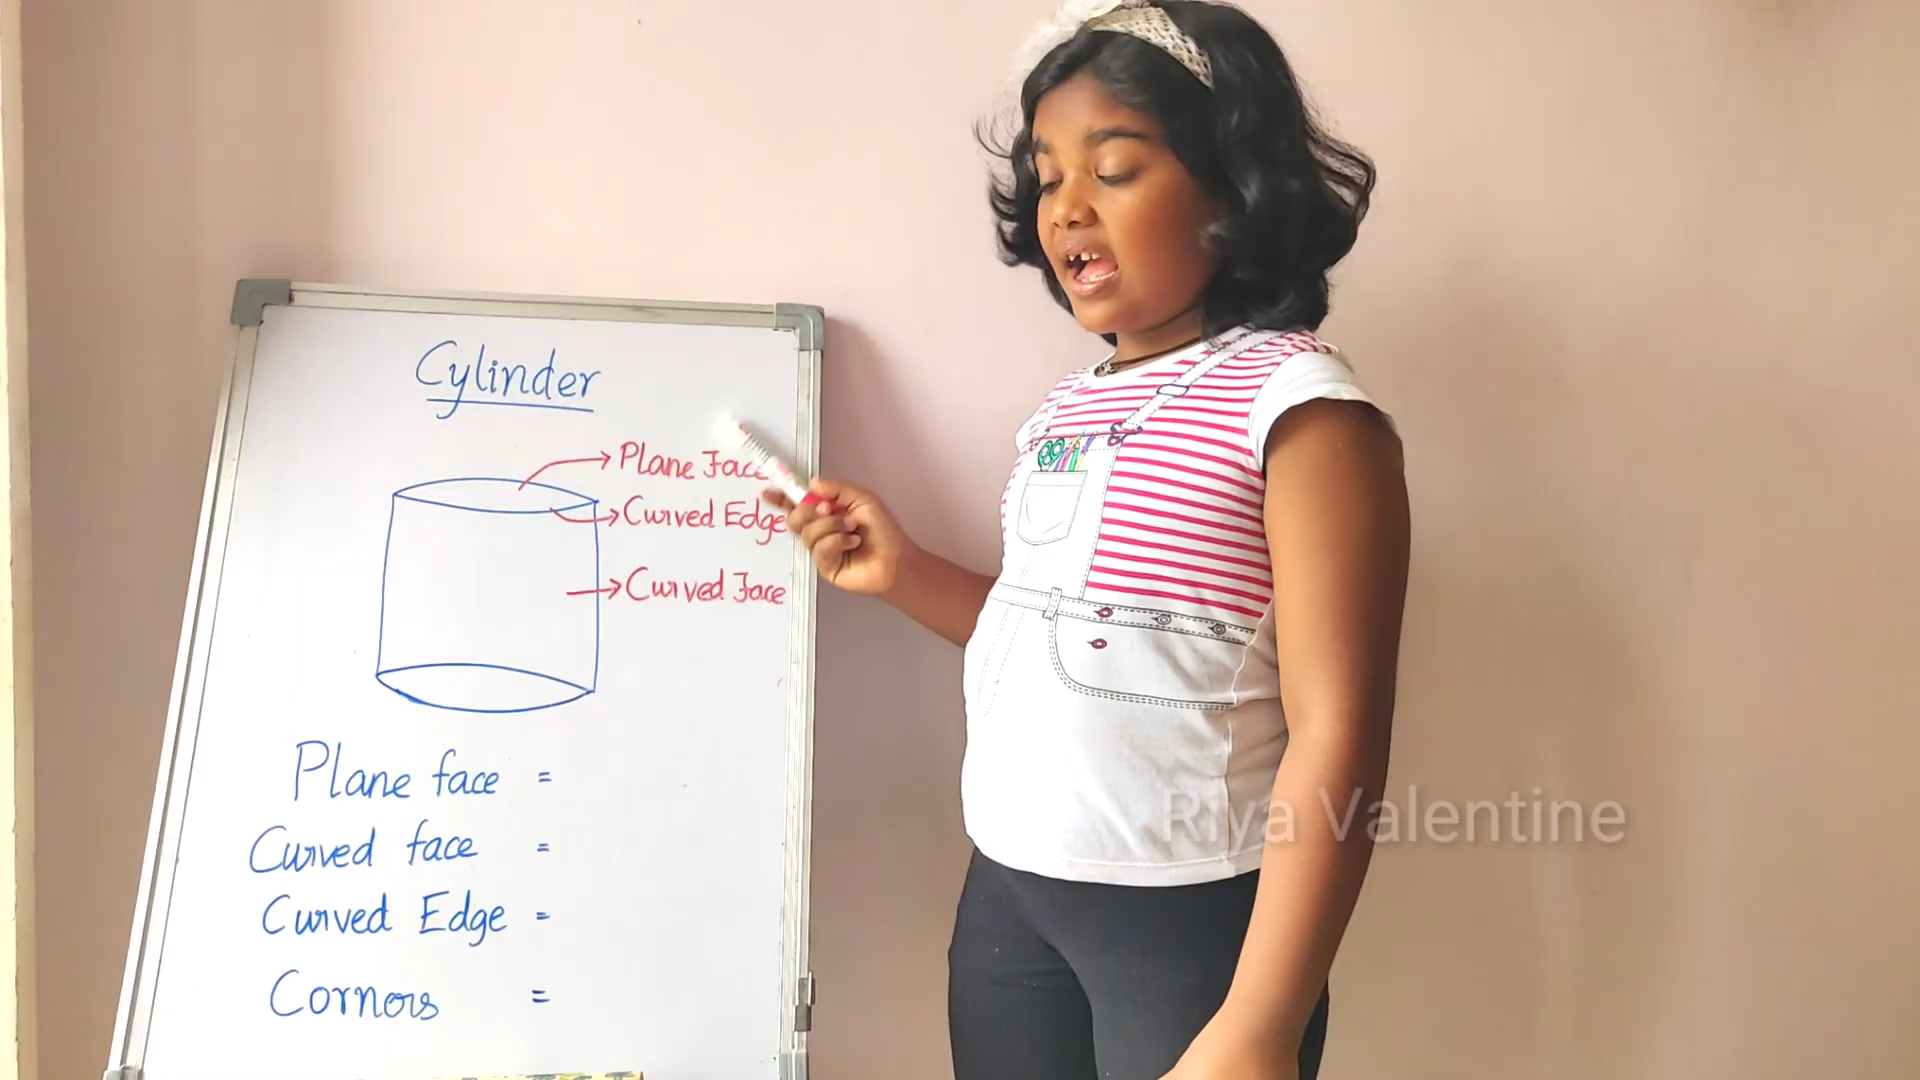 Cylinder
Plane Face
Curved Edge
Curved Face
Plane face =
Curved face =
Curved Edge =
Corners =
Riya Valentine